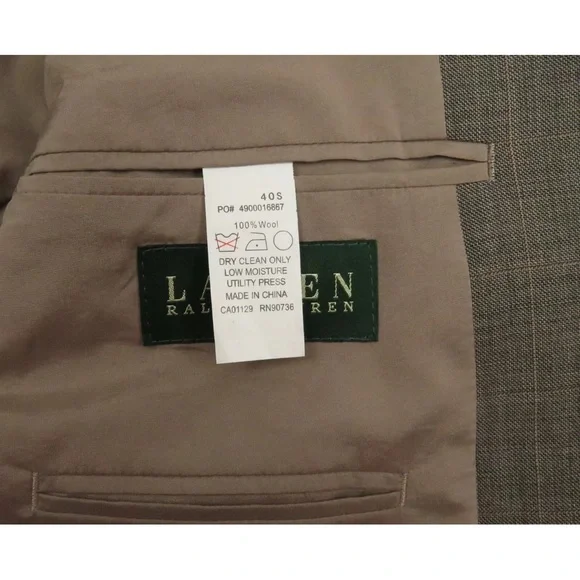 40S
PO# 4900016867
100% Wool
DRY CLEAN ONLY
LOW MOISTURE
UTILITY PRESS
MADE IN CHINA
CA01129 RN90736